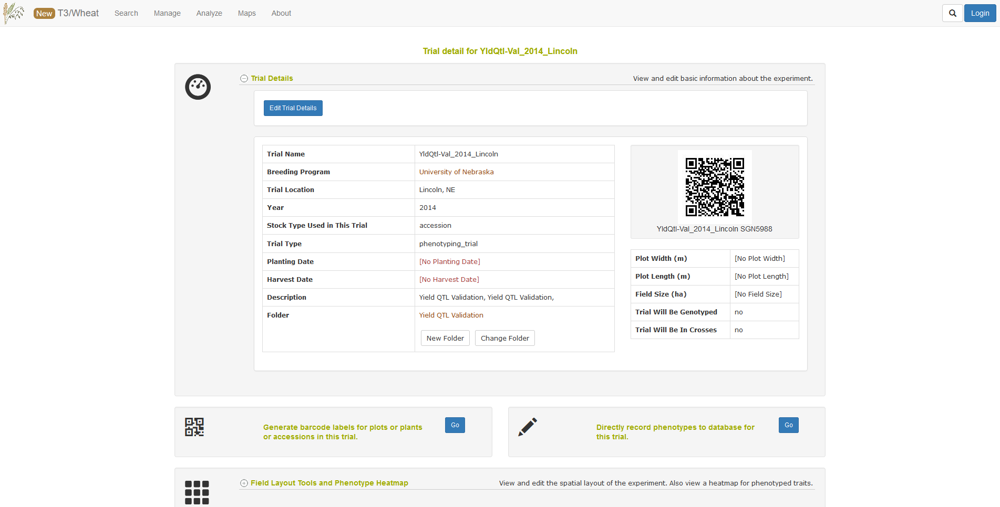 New T3/Wheat Search Manage Analyze Maps About Login
Trial detail for YldQtl-Val_2014_Lincoln
Trial Details View and edit basic information about the experiment.
Edit Trial Details
Trial Name YldQtl-Val_2014_Lincoln
Breeding Program University of Nebraska
Trial Location Lincoln, NE
Year 2014
Stock Type Used in This Trial accession
Trial Type phenotyping_trial
Planting Date [No Planting Date]
Harvest Date [No Harvest Date]
Description Yield QTL Validation, Yield QTL Validation,
Folder Yield QTL Validation
New Folder Change Folder
YldQtl-Val_2014_Lincoln SGN5988
Plot Width (m) [No Plot Width]
Plot Length (m) [No Plot Length]
Field Size (ha) [No Field Size]
Trial Will Be Genotyped no
Trial Will Be In Crosses no
Generate barcode labels for plots or plants
or accessions in this trial.
Go
Directly record phenotypes to database for
this trial.
Go
Field Layout Tools and Phenotype Heatmap View and edit the spatial layout of the experiment. Also view a heatmap for phenotyped traits.